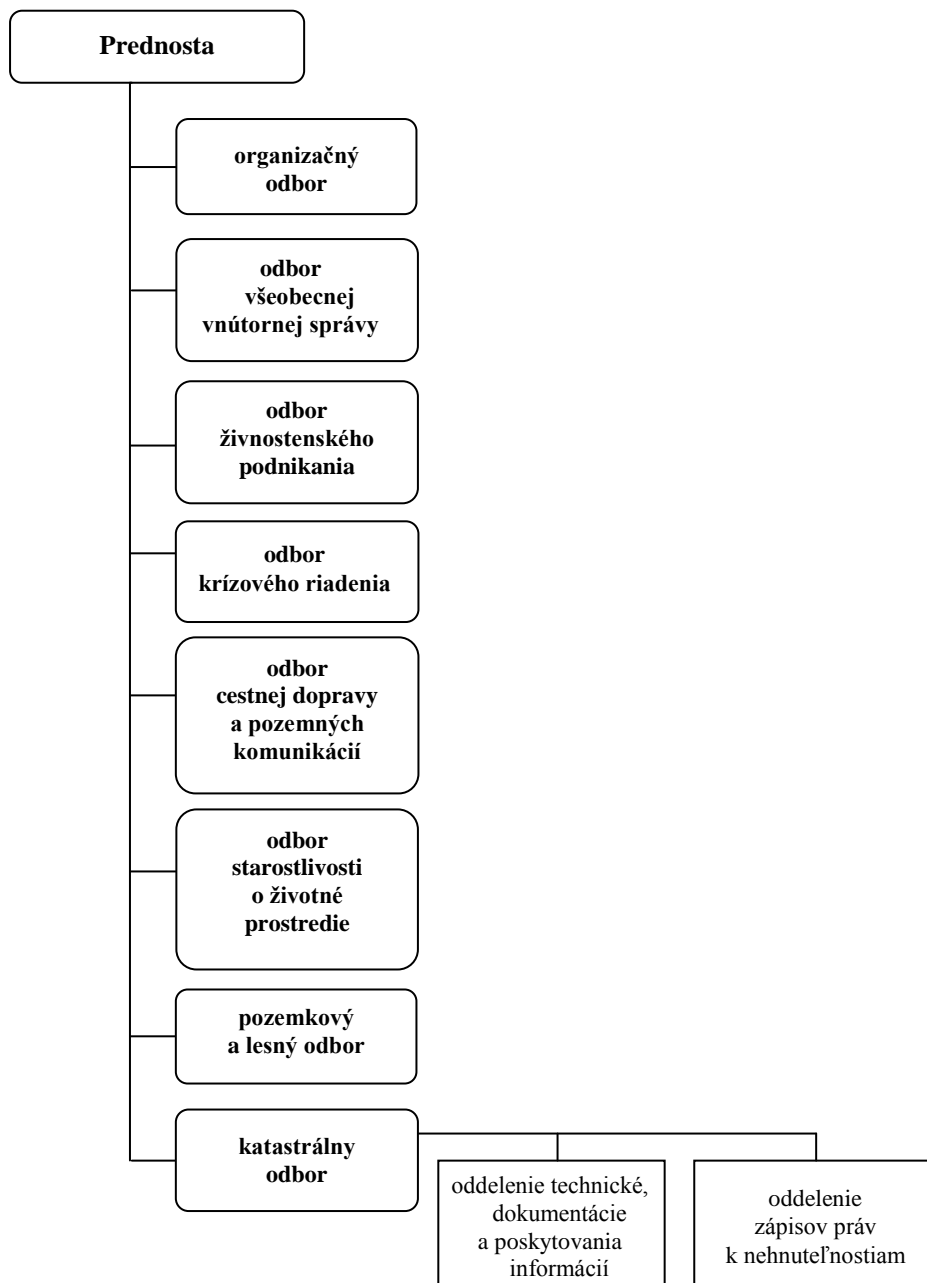 Prednosta
organizačný
odbor
odbor
všeobecnej
vnútornej správy
odbor
živnostenského
podnikania
odbor
krízového riadenia
odbor
cestnej dopravy
a pozemných
komunikácií
odbor
starostlivosti
o životné
prostredie
pozemkový
a lesný odbor
katastrálny
odbor
oddelenie technické,
dokumentácie
a poskytovania
informácií
oddelenie
zápisov práv
k nehnuteľnostiam